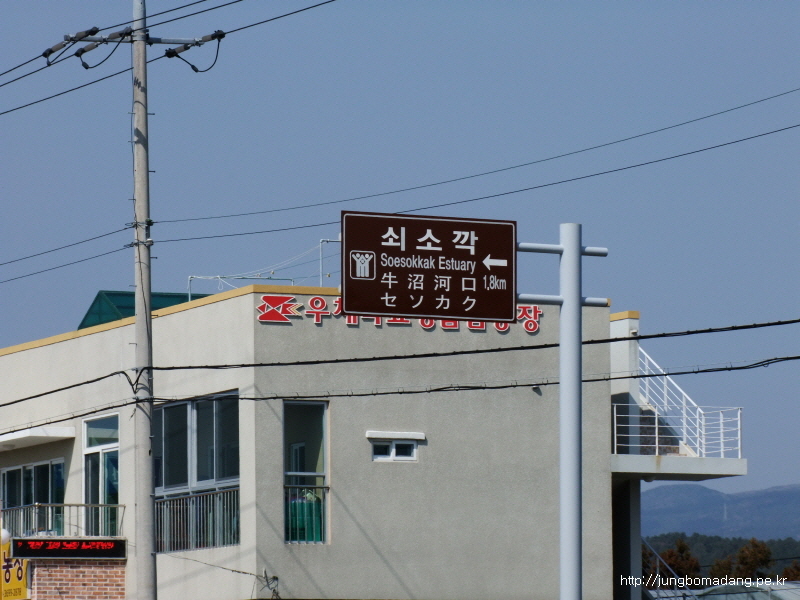 쇠소깍
Soesokkak Estuary
牛沼河口 1,8km
セソカク
http://jungbomadang.pe.kr